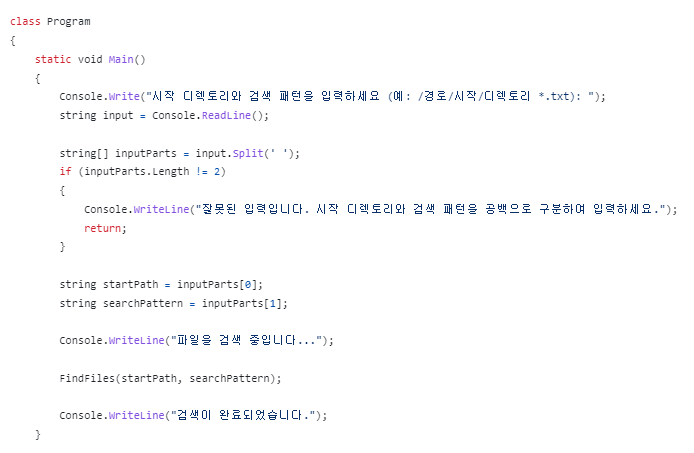 class Program
{
static void Main()
{
Console.Write("시작 디렉토리와 검색 패턴을 입력하세요 (예: /경로/시작/디렉토리 *.txt): ");
string input = Console.ReadLine();
string[] inputParts = input.Split(' ');
if (inputParts.Length != 2)
{
Console.WriteLine("잘못된 입력입니다. 시작 디렉토리와 검색 패턴을 공백으로 구분하여 입력하세요.");
return;
}
string startPath = inputParts[0];
string searchPattern = inputParts[1];
Console.WriteLine("파일을 검색 중입니다...");
FindFiles(startPath, searchPattern);
Console.WriteLine("검색이 완료되었습니다.");
}